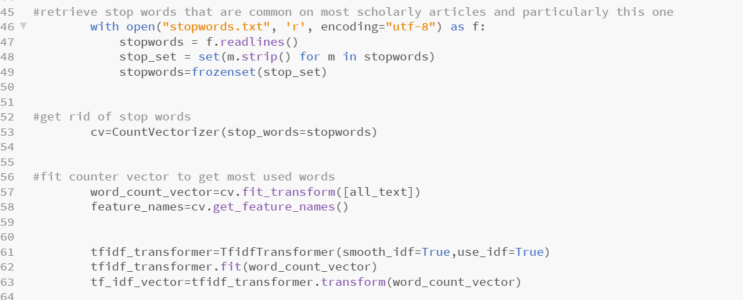 45 #retrieve stop words that are common on most scholarly articles and particularly this one
46         with open("stopwords.txt", 'r', encoding="utf-8") as f:
47             stopwords = f.readlines()
48             stop_set = set(m.strip() for m in stopwords)
49             stopwords=frozenset(stop_set)
50
51
52 #get rid of stop words
53         cv=CountVectorizer(stop_words=stopwords)
54
55
56 #fit counter vector to get most used words
57         word_count_vector=cv.fit_transform([all_text])
58         feature_names=cv.get_feature_names()
59
60
61         tfidf_transformer=TfidfTransformer(smooth_idf=True,use_idf=True)
62         tfidf_transformer.fit(word_count_vector)
63         tf_idf_vector=tfidf_transformer.transform(word_count_vector)
64